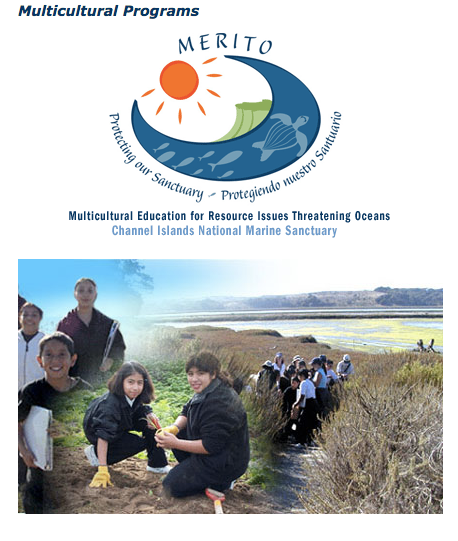 Multicultural Programs
MERITO
Protecting our Sanctuary ~ Protegiendo nuestro Santuario
Multicultural Education for Resource Issues Threatening Oceans
Channel Islands National Marine Sanctuary